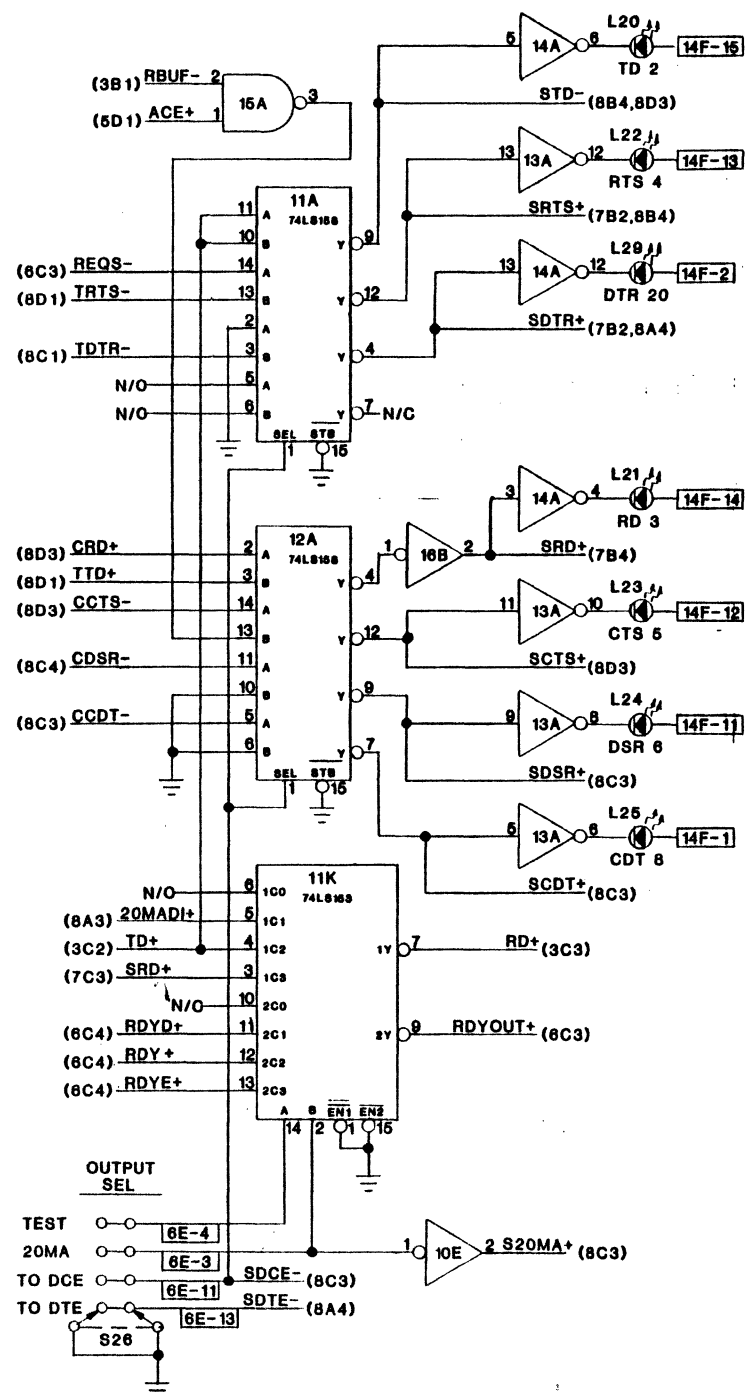 L20
5 14A 6 14F-15
TD 2
(3B1) RBUF- 2
15A 3
(5D1) ACE+ 1
STD- (8B4,8D3)
L22
13 13A 12 14F-13
RTS 4
SRTS+ (7B2,8B4)
11A
74LS158
11 A
10 B Y 9
(6C3) REQS- 14 A
(8D1) TRTS- 13 B Y 12
2 A
(8C1) TDTR- 3 B Y 4
N/O 5 A
N/O 6 B Y 7 N/C
SEL STB
1 15
L29
13 14A 12 14F-2
DTR 20
SDTR+ (7B2,8A4)
L21
3 14A 4 14F-14
RD 3
1 16B 2 SRD+ (7B4)
12A
74LS158
(8D3) CRD+ 2 A
(8D1) TTD+ 3 B Y 4
(8D3) CCTS- 14 A
13 B Y 12
(8C4) CDSR- 11 A
10 B Y 9
(8C3) CCDT- 5 A
6 B Y 7
SEL STB
1 15
L23
11 13A 10 14F-12
CTS 5
SCTS+ (8D3)
L24
9 13A 8 14F-11
DSR 6
SDSR+ (8C3)
L25
5 13A 6 14F-1
CDT 8
SCDT+ (8C3)
11K
74LS153
N/O 6 1C0
(8A3) 20MADI+ 5 1C1
(3C2) TD+ 4 1C2 1Y 7 RD+ (3C3)
(7C3) SRD+ 3 1C3
N/O 10 2C0
(6C4) RDYD+ 11 2C1 2Y 9 RDYOUT+ (6C3)
(6C4) RDY+ 12 2C2
(6C4) RDYE+ 13 2C3
A B EN1 EN2
14 2 1 15
OUTPUT
SEL
TEST 6E-4
20MA 6E-3 1 10E 2 S20MA+ (8C3)
TO DCE 6E-11 SDCE- (8C3)
TO DTE 6E-13 SDTE- (8A4)
S26